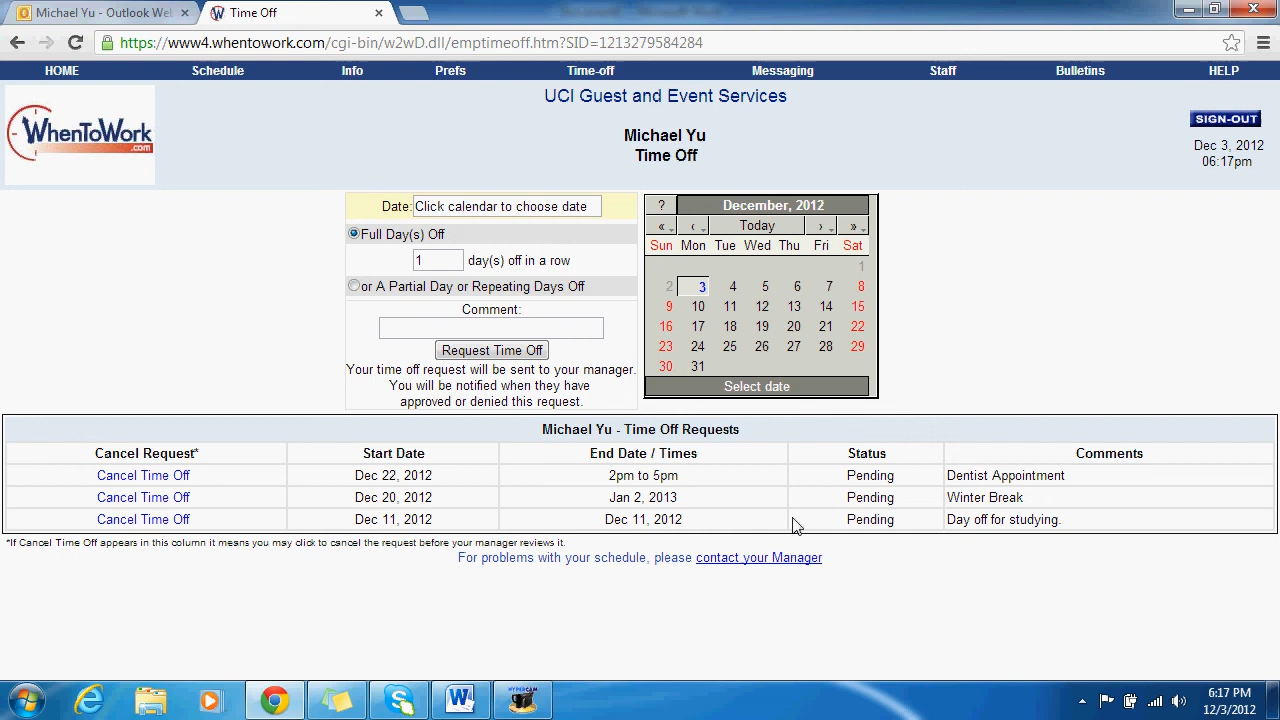 Michael Yu - Outlook Wel
Time Off
https://www4.whentowork.com/cgi-bin/w2wD.dll/emptimeoff.htm?SID=1213279584284
HOME Schedule Info Prefs Time-off Messaging Staff Bulletins HELP
WhenToWork
.com
UCI Guest and Event Services
Michael Yu
Time Off
SIGN-OUT
Dec 3, 2012
06:17pm
Date: Click calendar to choose date
Full Day(s) Off
1 day(s) off in a row
or A Partial Day or Repeating Days Off
Comment:
Request Time Off
Your time off request will be sent to your manager.
You will be notified when they have
approved or denied this request.
? December, 2012
« ‹ Today › »
Sun Mon Tue Wed Thu Fri Sat
1
2 3 4 5 6 7 8
9 10 11 12 13 14 15
16 17 18 19 20 21 22
23 24 25 26 27 28 29
30 31
Select date
Michael Yu - Time Off Requests
Cancel Request* Start Date End Date / Times Status Comments
Cancel Time Off Dec 22, 2012 2pm to 5pm Pending Dentist Appointment
Cancel Time Off Dec 20, 2012 Jan 2, 2013 Pending Winter Break
Cancel Time Off Dec 11, 2012 Dec 11, 2012 Pending Day off for studying.
*If Cancel Time Off appears in this column it means you may click to cancel the request before your manager reviews it.
For problems with your schedule, please contact your Manager
HYPERCAM
6:17 PM
12/3/2012